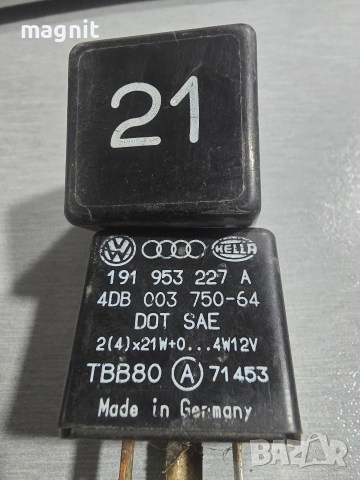 magnit
21
VW HELLA
191 953 227 A
4DB 003 750-64
DOT SAE
2(4)x21W+0...4W12V
TBB80 A 71453
Made in Germany
BAZAR